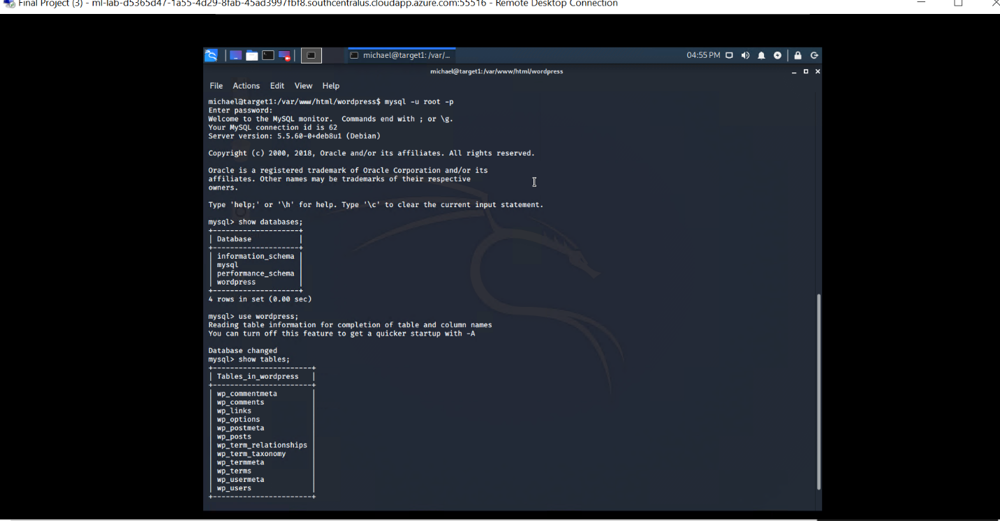 Final Project (3) - ml-lab-d5365d47-1a55-4d29-8fab-45ad3997fbf8.southcentralus.cloudapp.azure.com:55516 - Remote Desktop Connection
michael@target1: /var/...
04:55 PM
michael@target1: /var/www/html/wordpress
File Actions Edit View Help
michael@target1:/var/www/html/wordpress$ mysql -u root -p
Enter password:
Welcome to the MySQL monitor.  Commands end with ; or \g.
Your MySQL connection id is 62
Server version: 5.5.60-0+deb8u1 (Debian)
Copyright (c) 2000, 2018, Oracle and/or its affiliates. All rights reserved.
Oracle is a registered trademark of Oracle Corporation and/or its
affiliates. Other names may be trademarks of their respective
owners.
Type 'help;' or '\h' for help. Type '\c' to clear the current input statement.
mysql> show databases;
+--------------------+
| Database           |
+--------------------+
| information_schema |
| mysql              |
| performance_schema |
| wordpress          |
+--------------------+
4 rows in set (0.00 sec)
mysql> use wordpress;
Reading table information for completion of table and column names
You can turn off this feature to get a quicker startup with -A
Database changed
mysql> show tables;
+-----------------------+
| Tables_in_wordpress   |
+-----------------------+
| wp_commentmeta        |
| wp_comments           |
| wp_links              |
| wp_options            |
| wp_postmeta           |
| wp_posts              |
| wp_term_relationships |
| wp_term_taxonomy      |
| wp_termmeta           |
| wp_terms              |
| wp_usermeta           |
| wp_users              |
+-----------------------+